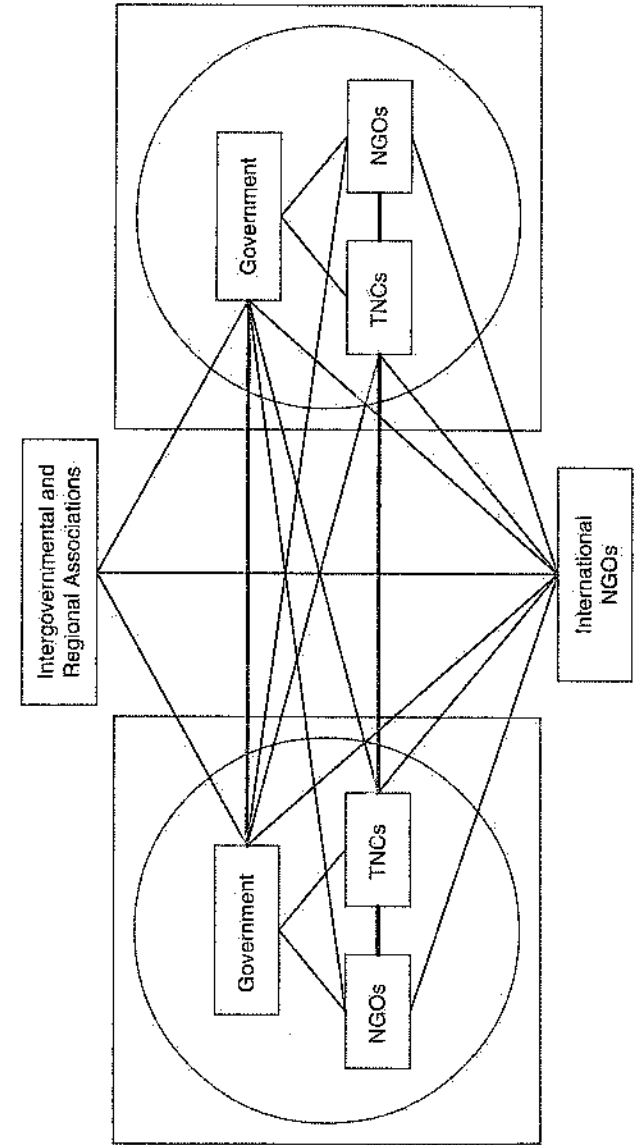 Intergovernmental and
Regional Associations
Government
NGOs
TNCs
Government
TNCs
NGOs
International
NGOs